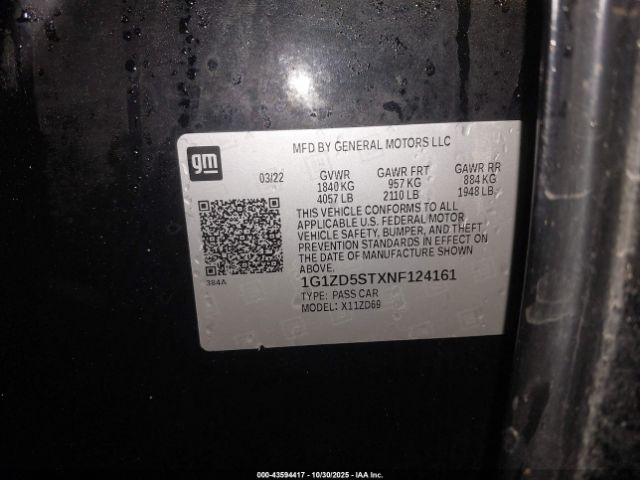 gm
MFD BY GENERAL MOTORS LLC
03/22
GVWR GAWR FRT GAWR RR
1840 KG 957 KG 884 KG
4057 LB 2110 LB 1948 LB
THIS VEHICLE CONFORMS TO ALL
APPLICABLE U.S. FEDERAL MOTOR
VEHICLE SAFETY, BUMPER, AND THEFT
PREVENTION STANDARDS IN EFFECT ON
THE DATE OF MANUFACTURE SHOWN
ABOVE.
384A
1G1ZD5STXNF124161
TYPE: PASS CAR
MODEL: X11ZD69
000-43594417 - 10/30/2025 - IAA Inc.